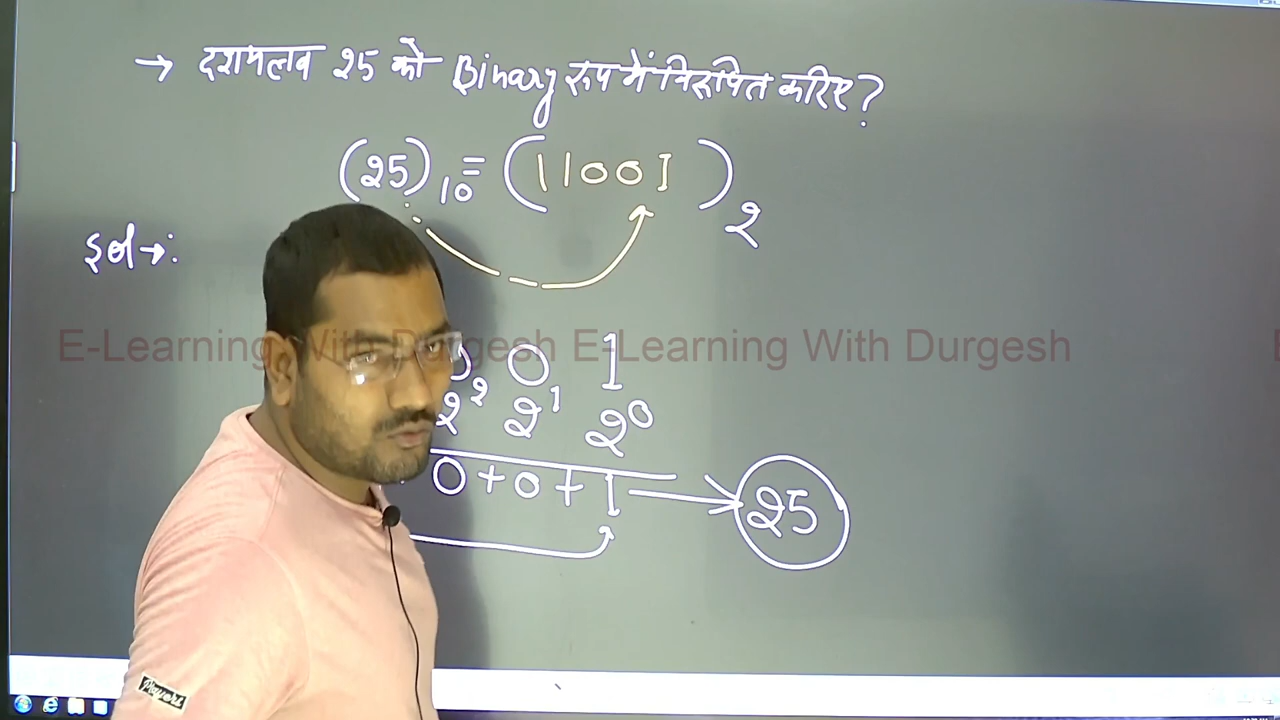 → दशमलव 25 को Binary रूप में निरूपित करिए?
(25)₁₀ = (11001)₂
Sol→:
E-Learning With Durgesh E-Learning With Durgesh
0 0 1
2² 2¹ 2⁰
0+0+1 → 25